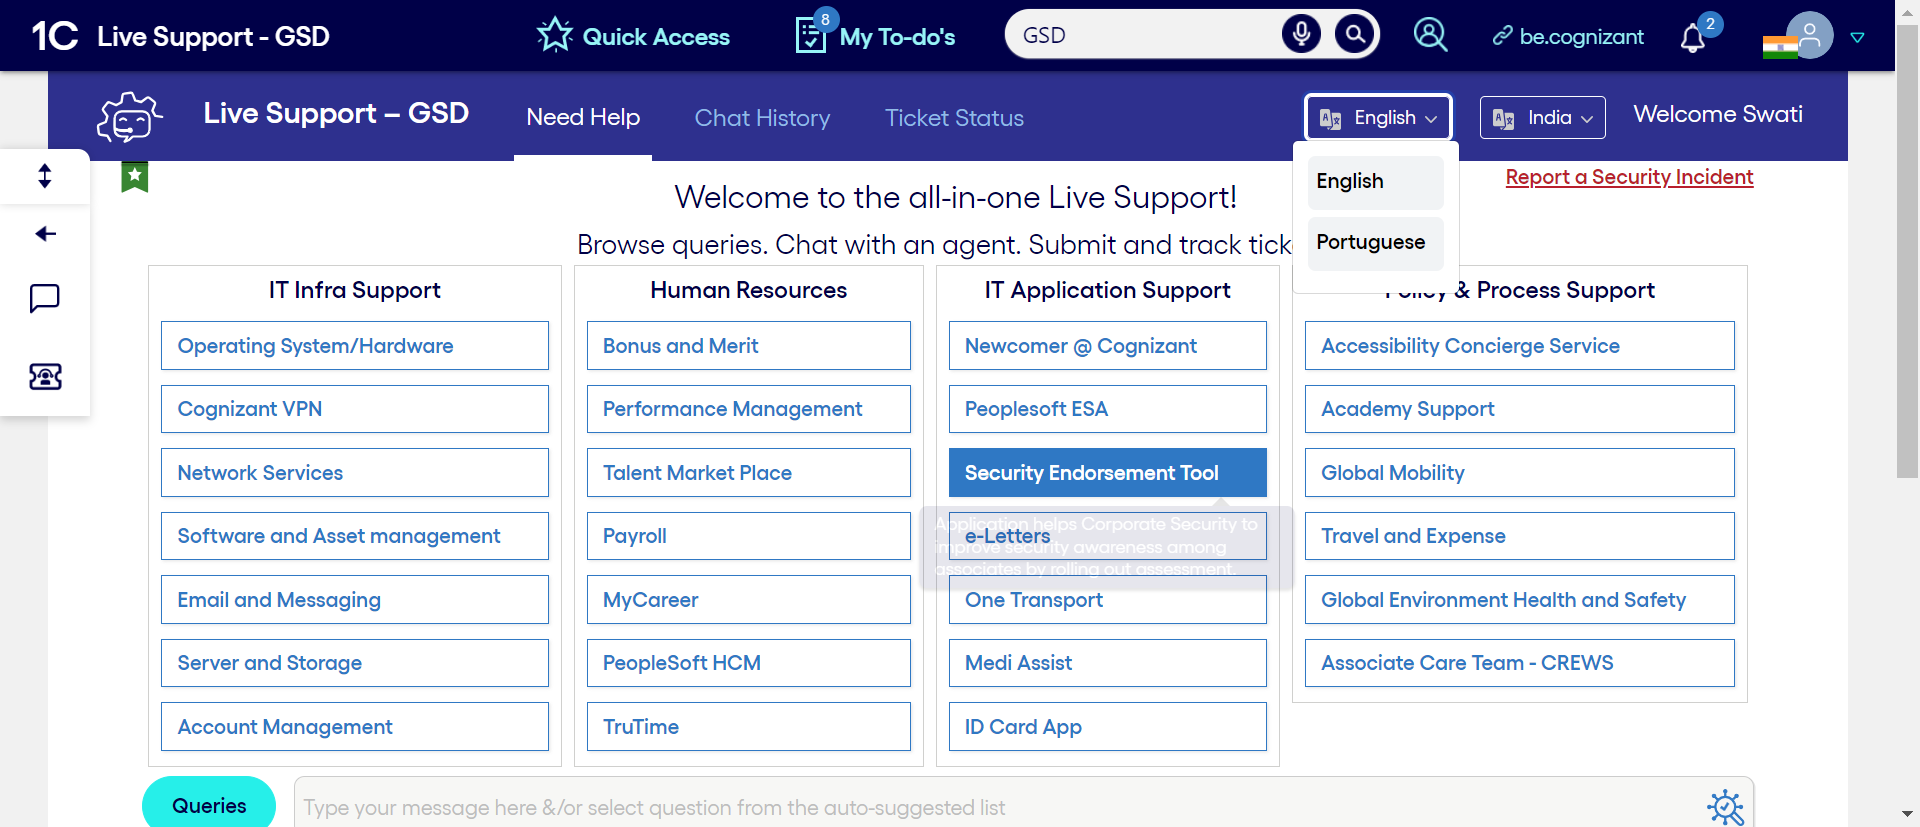 1C Live Support - GSD
Quick Access
8
My To-do's
GSD
be.cognizant
2
Live Support – GSD
Need Help
Chat History
Ticket Status
English
India
Welcome Swati
English
Portuguese
Report a Security Incident
Welcome to the all-in-one Live Support!
Browse queries. Chat with an agent. Submit and track tick
IT Infra Support
Operating System/Hardware
Cognizant VPN
Network Services
Software and Asset management
Email and Messaging
Server and Storage
Account Management
Human Resources
Bonus and Merit
Performance Management
Talent Market Place
Payroll
MyCareer
PeopleSoft HCM
TruTime
IT Application Support
Newcomer @ Cognizant
Peoplesoft ESA
Security Endorsement Tool
Application helps Corporate Security to
improve security awareness among
associates by rolling out assessment.
e-Letters
One Transport
Medi Assist
ID Card App
Policy & Process Support
Accessibility Concierge Service
Academy Support
Global Mobility
Travel and Expense
Global Environment Health and Safety
Associate Care Team - CREWS
Queries
Type your message here &/or select question from the auto-suggested list